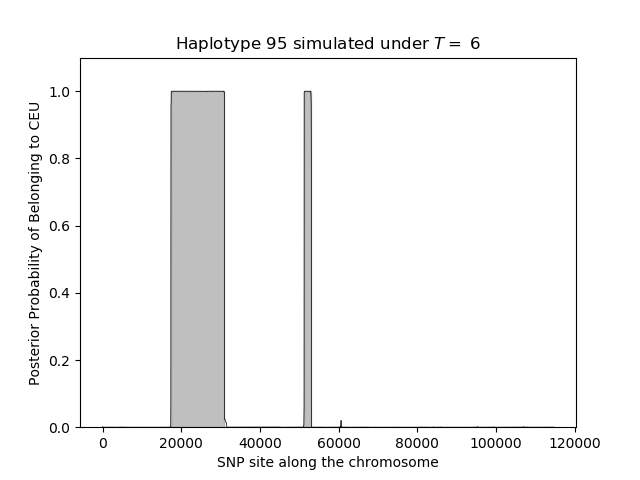 Haplotype 95 simulated under T = 6
Posterior Probability of Belonging to CEU
1.0
0.8
0.6
0.4
0.2
0.0
0 20000 40000 60000 80000 100000 120000
SNP site along the chromosome